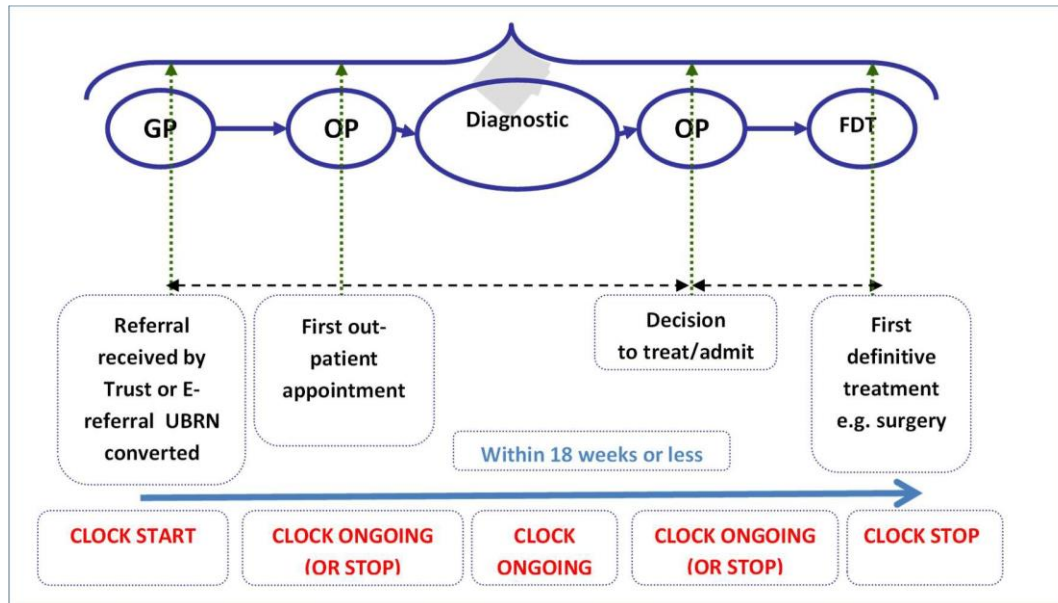 GP
OP
Diagnostic
OP
FDT
Referral
received by
Trust or E-
referral UBRN
converted
First out-
patient
appointment
Decision
to treat/admit
First
definitive
treatment
e.g. surgery
Within 18 weeks or less
CLOCK START
CLOCK ONGOING
(OR STOP)
CLOCK
ONGOING
CLOCK ONGOING
(OR STOP)
CLOCK STOP